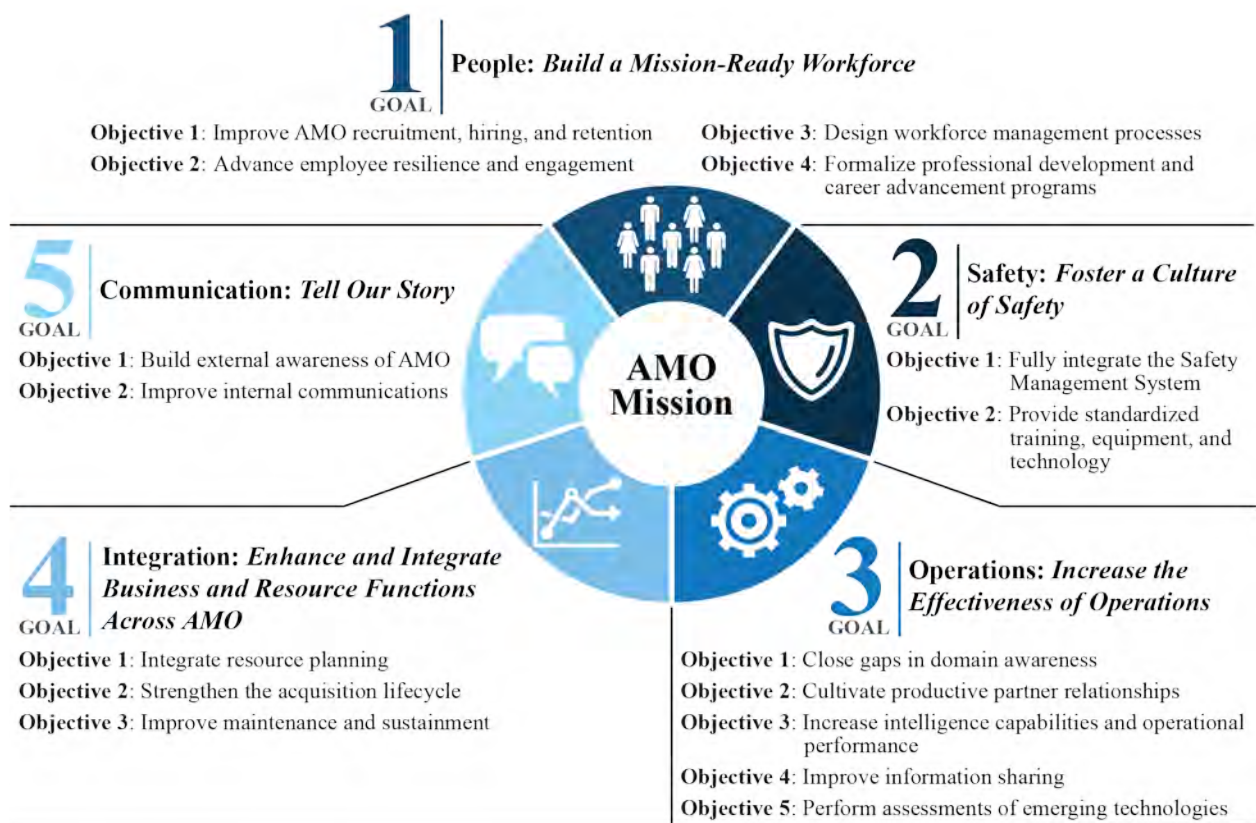 1
GOAL
People: Build a Mission-Ready Workforce
Objective 1: Improve AMO recruitment, hiring, and retention
Objective 2: Advance employee resilience and engagement
Objective 3: Design workforce management processes
Objective 4: Formalize professional development and
career advancement programs
2
GOAL
Safety: Foster a Culture
of Safety
Objective 1: Fully integrate the Safety
Management System
Objective 2: Provide standardized
training, equipment, and
technology
3
GOAL
Operations: Increase the
Effectiveness of Operations
Objective 1: Close gaps in domain awareness
Objective 2: Cultivate productive partner relationships
Objective 3: Increase intelligence capabilities and operational
performance
Objective 4: Improve information sharing
Objective 5: Perform assessments of emerging technologies
4
GOAL
Integration: Enhance and Integrate
Business and Resource Functions
Across AMO
Objective 1: Integrate resource planning
Objective 2: Strengthen the acquisition lifecycle
Objective 3: Improve maintenance and sustainment
5
GOAL
Communication: Tell Our Story
Objective 1: Build external awareness of AMO
Objective 2: Improve internal communications
AMO
Mission